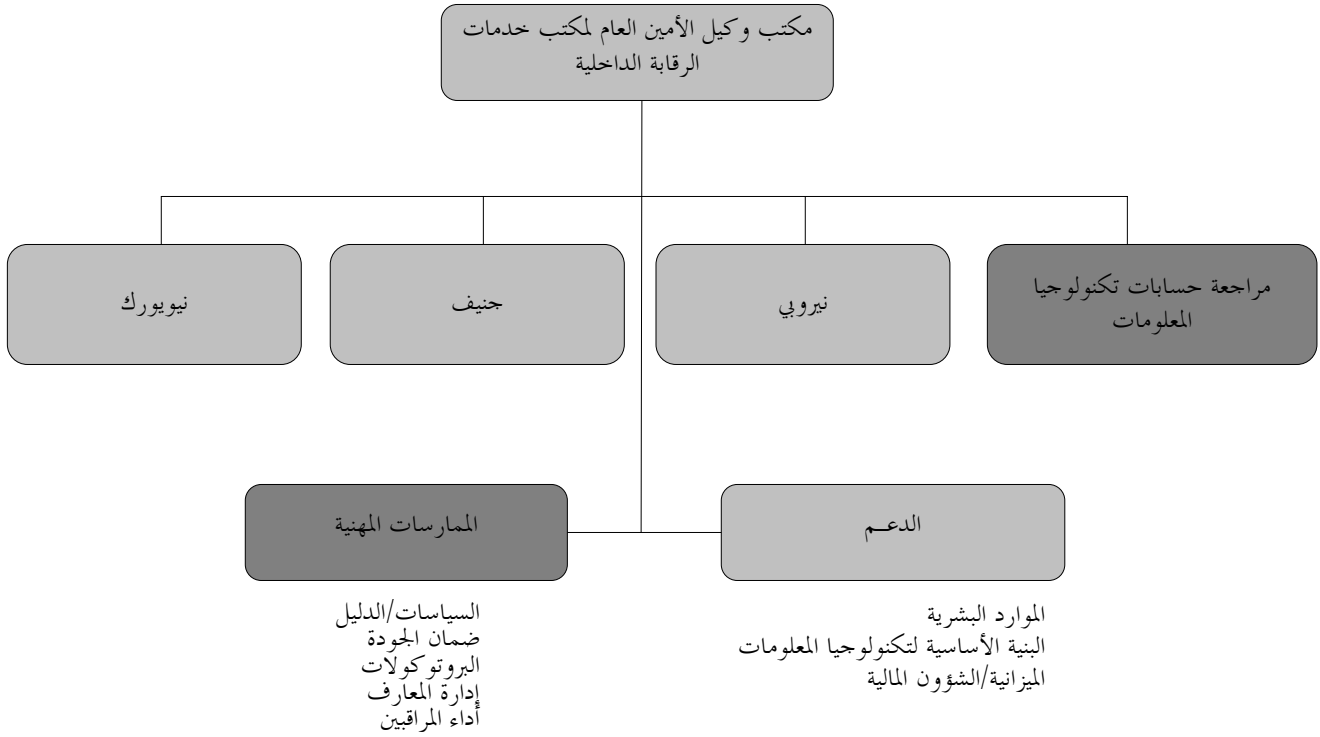 مكتب وكيل الأمين العام لمكتب خدمات
الرقابة الداخلية
مراجعة حسابات تكنولوجيا
المعلومات
نيروبي
جنيف
نيويورك
الدعــم
الموارد البشرية
البنية الأساسية لتكنولوجيا المعلومات
الميزانية/الشؤون المالية
الممارسات المهنية
السياسات/الدليل
ضمان الجودة
البروتوكولات
إدارة المعارف
أداء المراقبين